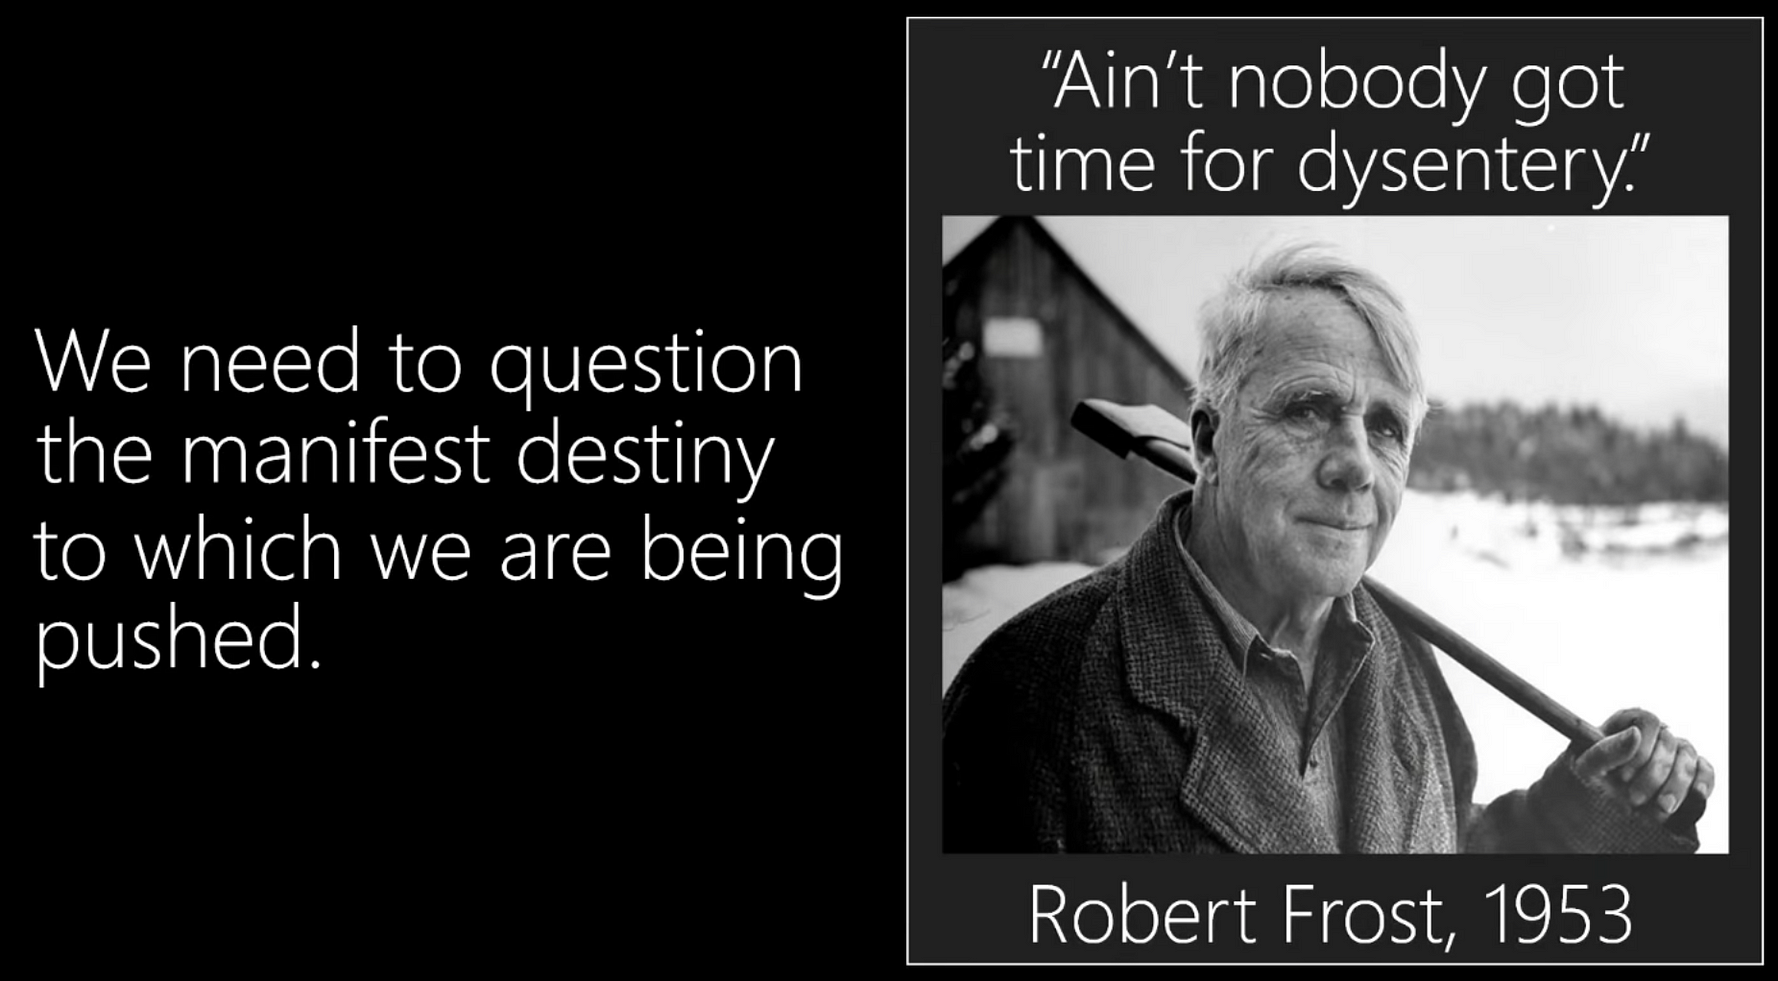 We need to question
the manifest destiny
to which we are being
pushed.
“Ain’t nobody got
time for dysentery.”
Robert Frost, 1953